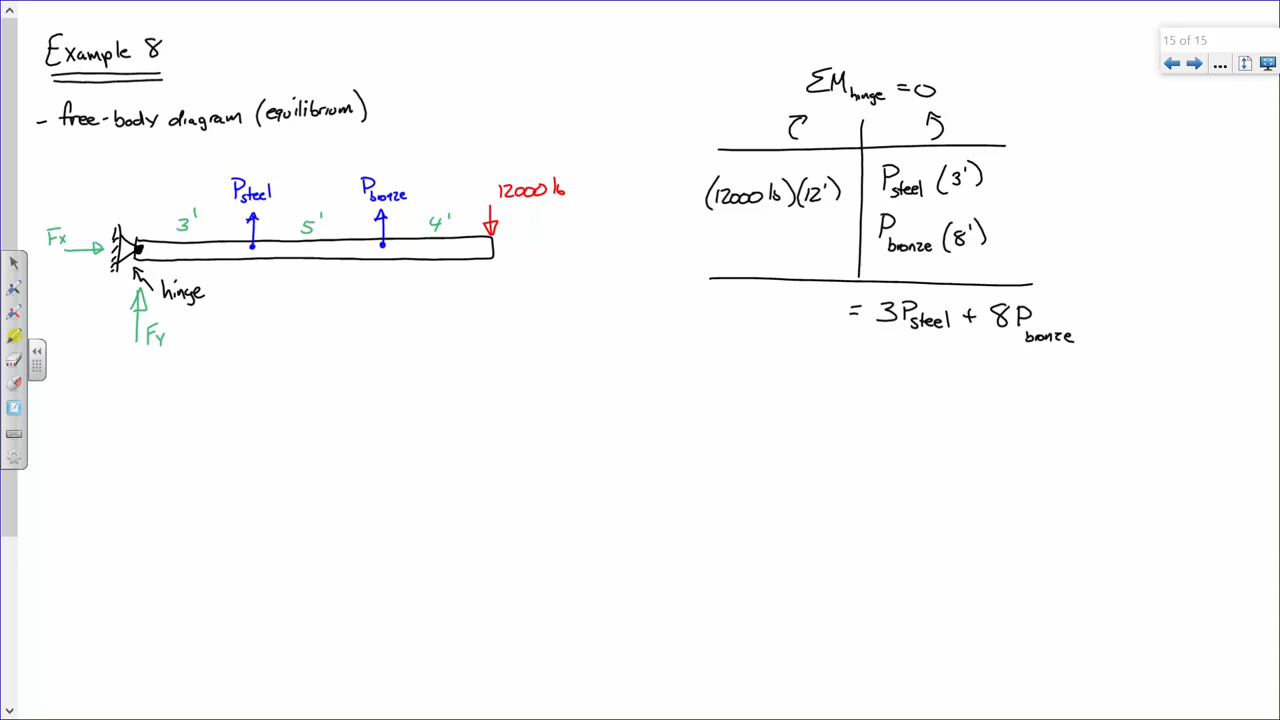 Example 8
- free-body diagram (equilibrium)
Psteel
Pbronze
12000 lb
3'
5'
4'
Fx
hinge
Fy
15 of 15
ΣMhinge = 0
(12000 lb)(12')
Psteel (3')
Pbronze (8')
= 3Psteel + 8Pbronze